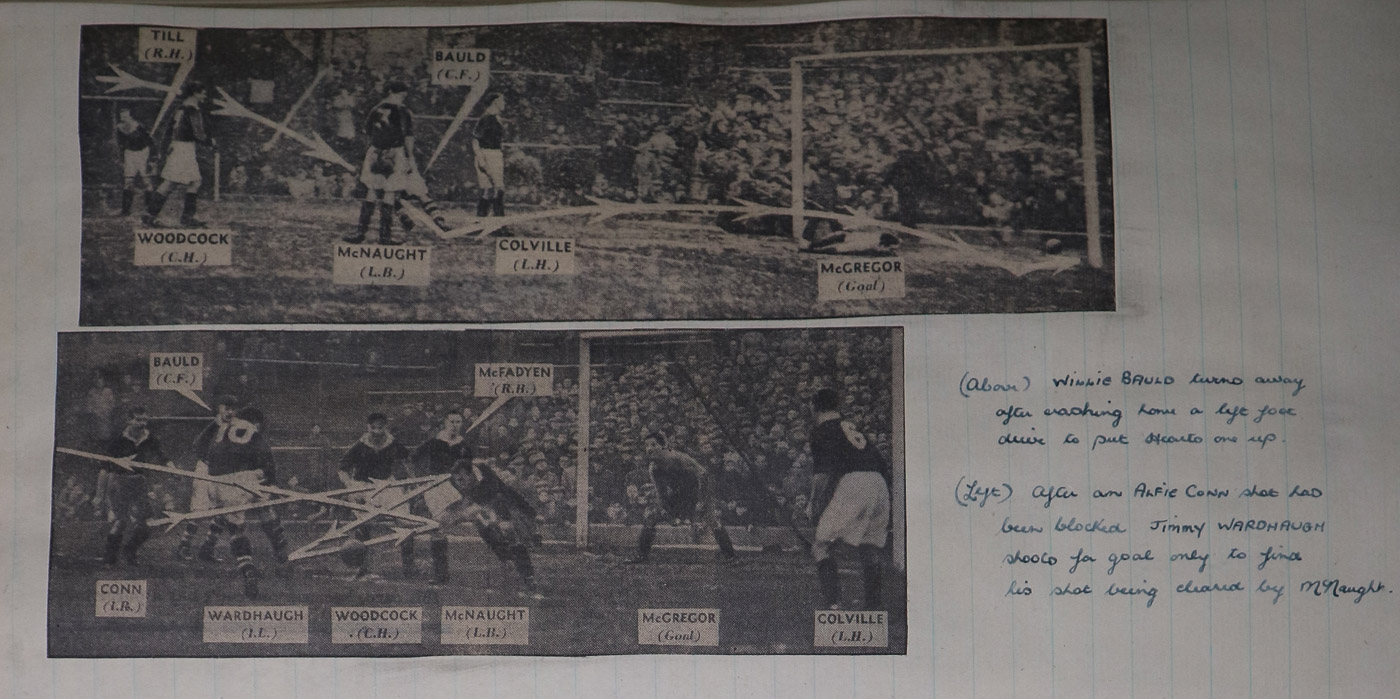 TILL
(R.H.)
BAULD
(C.F.)
WOODCOCK
(C.H.)
McNAUGHT
(L.B.)
COLVILLE
(L.H.)
McGREGOR
(Goal)
BAULD
(C.F.)
McFADYEN
(R.H.)
CONN
(I.R.)
WARDHAUGH
(I.L.)
WOODCOCK
(C.H.)
McNAUGHT
(L.B.)
McGREGOR
(Goal)
COLVILLE
(L.H.)
(Above) WILLIE BAULD turns away
after crashing home a left foot
drive to put Hearts one up.
(Left) After an ALFIE CONN shot had
been blocked Jimmy WARDHAUGH
shoots for goal only to find
his shot being cleared by McNaught.